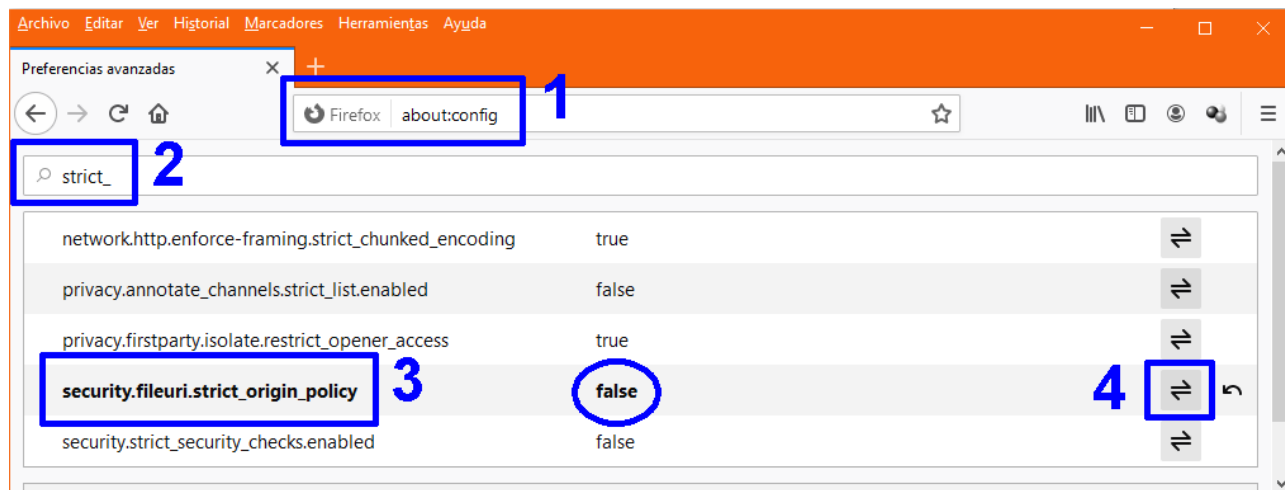 Archivo Editar Ver Historial Marcadores Herramientas Ayuda
Preferencias avanzadas
1
Firefox about:config
2
strict_
network.http.enforce-framing.strict_chunked_encoding true
privacy.annotate_channels.strict_list.enabled false
privacy.firstparty.isolate.restrict_opener_access true
security.fileuri.strict_origin_policy 3 false 4
security.strict_security_checks.enabled false